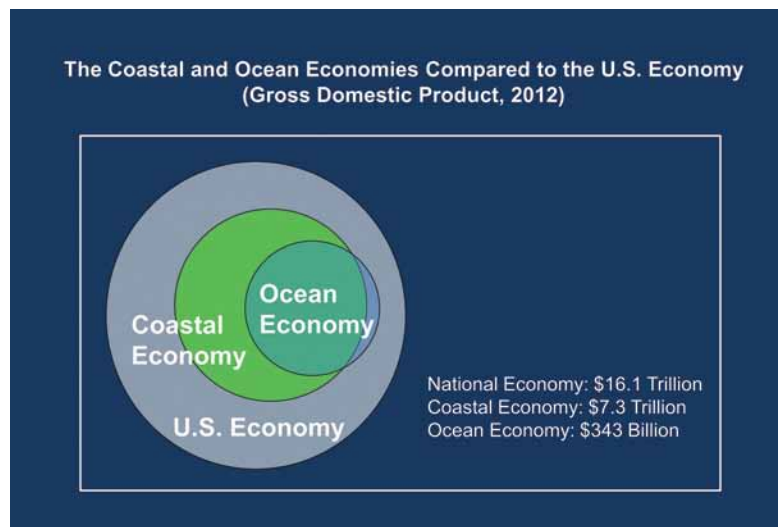 The Coastal and Ocean Economies Compared to the U.S. Economy
(Gross Domestic Product, 2012)
Ocean
Economy
Coastal
Economy
U.S. Economy
National Economy: $16.1 Trillion
Coastal Economy: $7.3 Trillion
Ocean Economy: $343 Billion